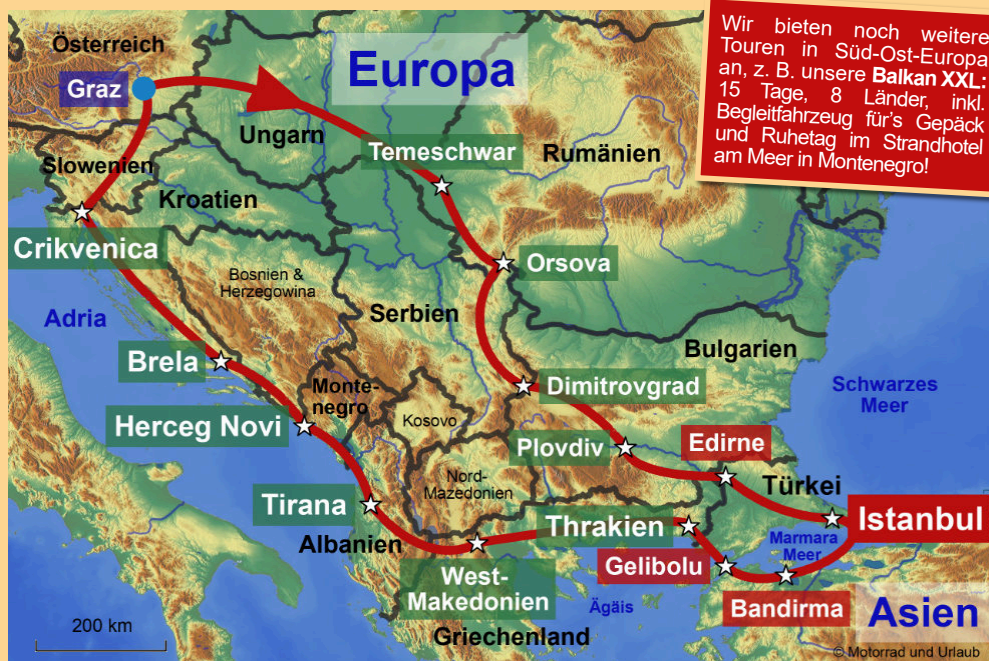 Wir bieten noch weitere
Touren in Süd-Ost-Europa
an, z. B. unsere Balkan XXL:
15 Tage, 8 Länder, inkl.
Begleitfahrzeug für's Gepäck
und Ruhetag im Strandhotel
am Meer in Montenegro!
Österreich
Europa
Graz
Ungarn
Temeschwar
Rumänien
Slowenien
Kroatien
Crikvenica
Orsova
Bosnien &
Herzegowina
Adria
Serbien
Bulgarien
Brela
Dimitrovgrad
Schwarzes
Meer
Monte-
negro
Kosovo
Herceg Novi
Plovdiv
Edirne
Nord-
Mazedonien
Türkei
Tirana
Thrakien
Istanbul
Albanien
Marmara
Meer
Gelibolu
West-
Makedonien
Ägäis
Bandirma
Asien
200 km
Griechenland
© Motorrad und Urlaub